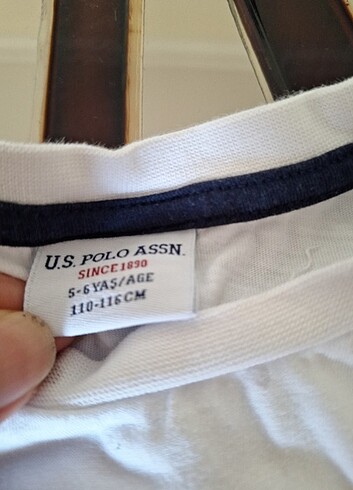 U.S. POLO ASSN.
SINCE 1890
5-6 YAŞ/AGE
110-116 CM